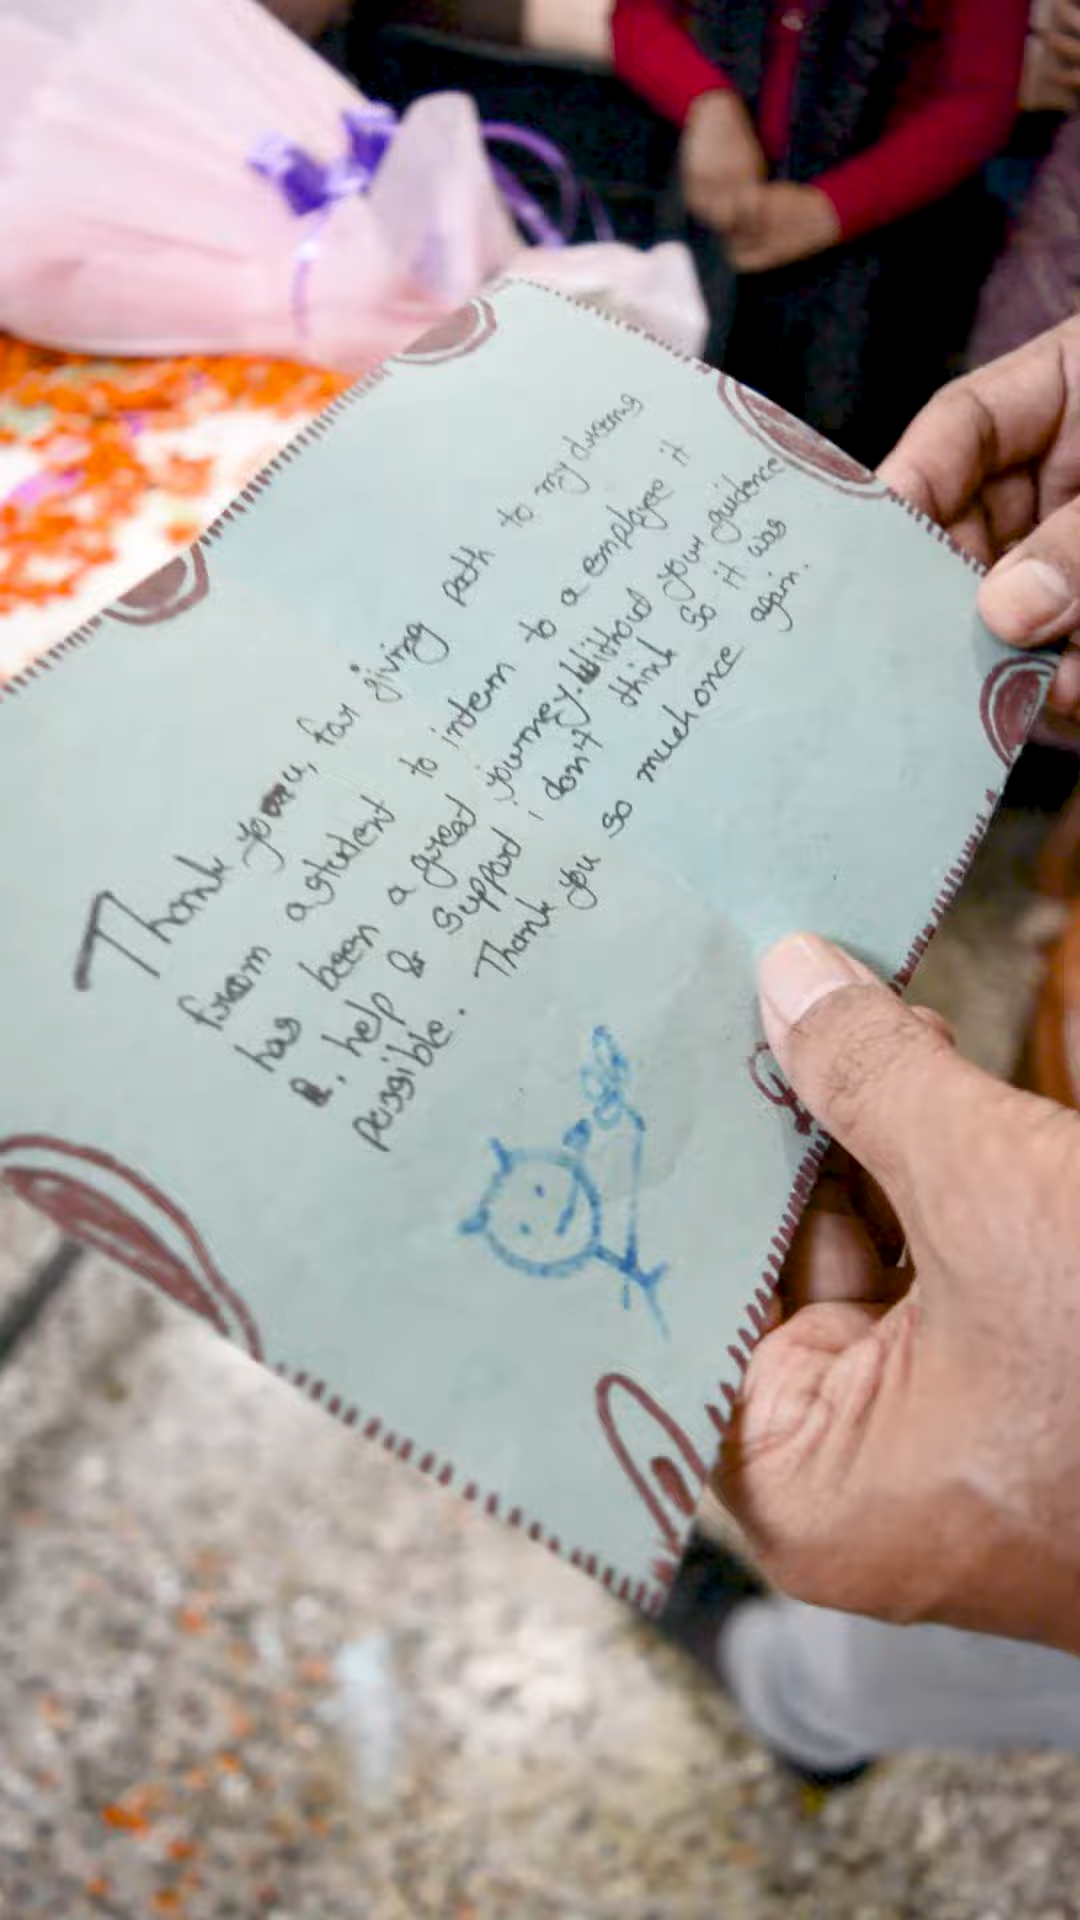 Thank you, for giving path to my dreams
from a student to intern to a employee it
has been a great journey. Without your guidence
, help & support i don't think so it was
possible. Thank you so much once again.